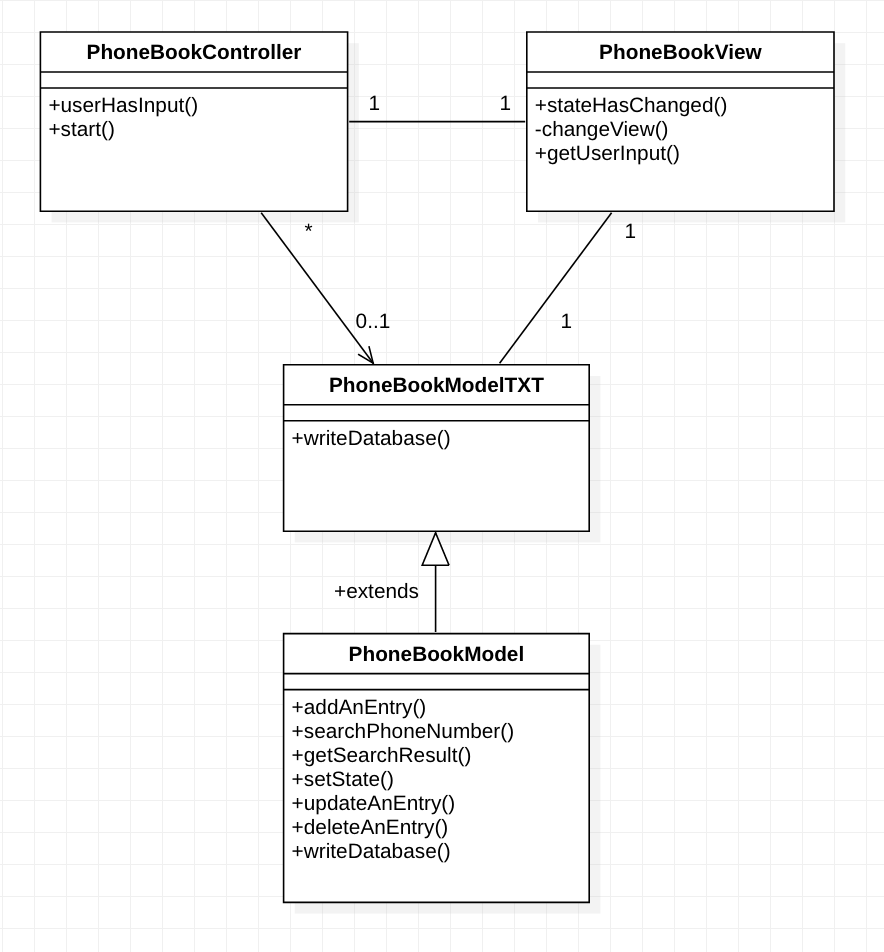 PhoneBookController
+userHasInput()
+start()
1
1
PhoneBookView
+stateHasChanged()
-changeView()
+getUserInput()
*
0..1
1
1
PhoneBookModelTXT
+writeDatabase()
+extends
PhoneBookModel
+addAnEntry()
+searchPhoneNumber()
+getSearchResult()
+setState()
+updateAnEntry()
+deleteAnEntry()
+writeDatabase()